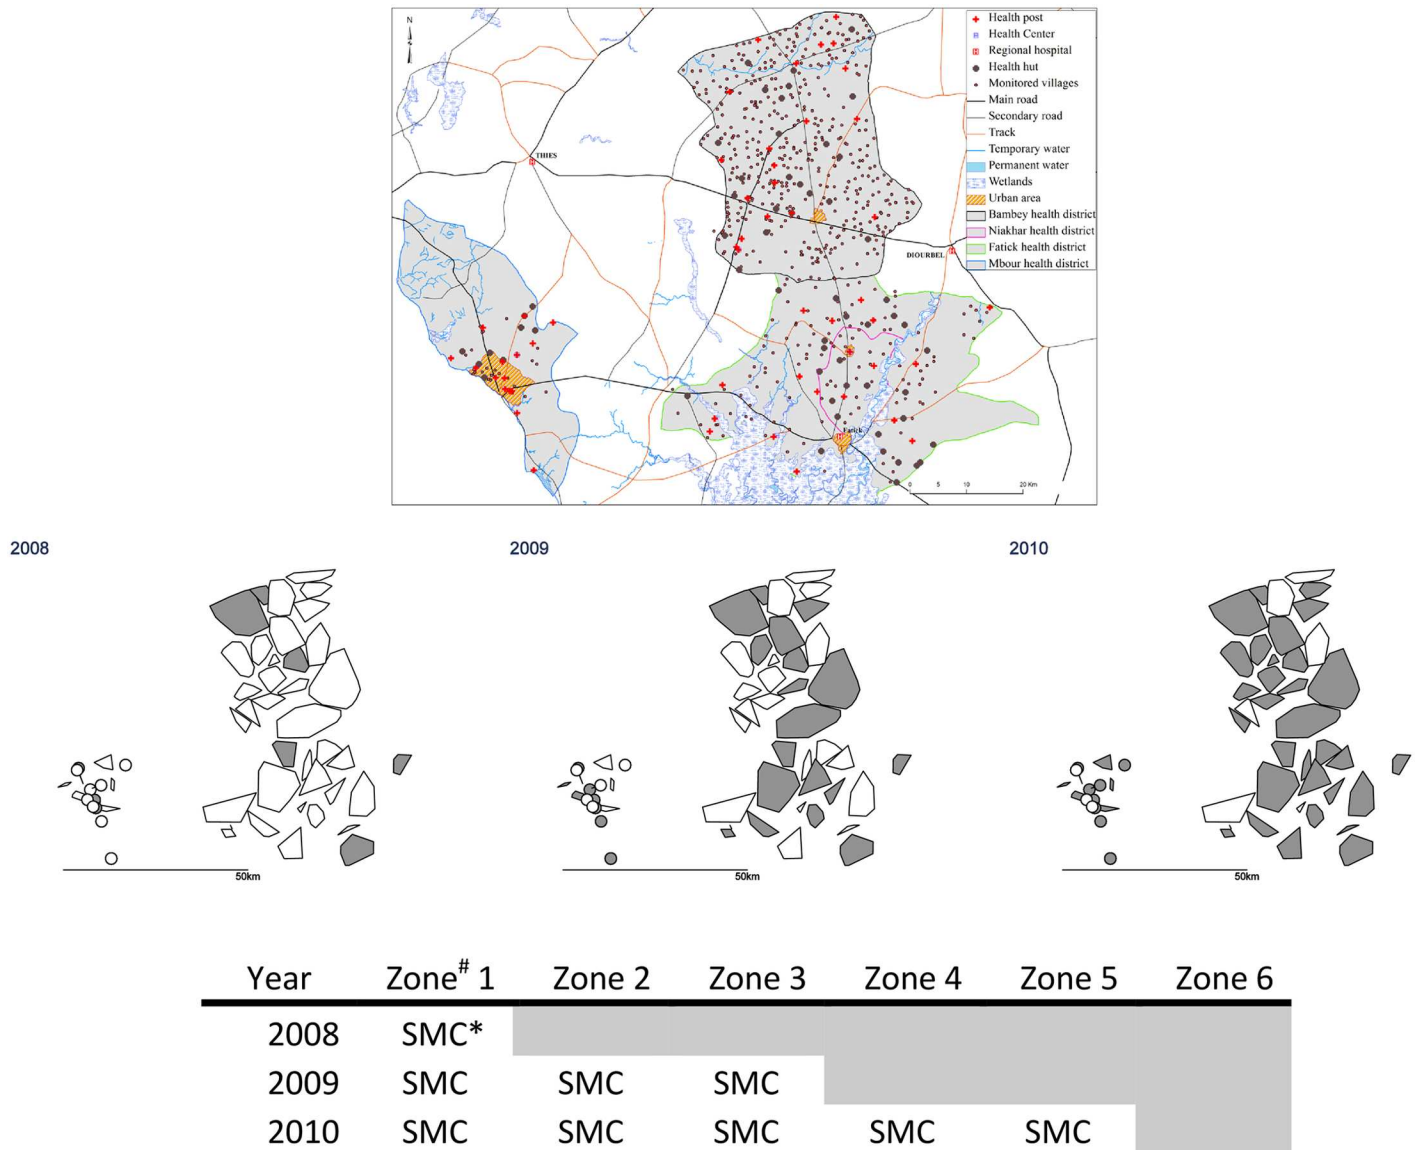 N
Health post
Health Center
Regional hospital
Health hut
Monitored villages
Main road
Secondary road
Track
Temporary water
Permanent water
Wetlands
Urban area
Bambey health district
Niakhar health district
Fatick health district
Mbour health district
THIES
DIOURBEL
Fatick
0 5 10 20 Km
2008 2009 2010
50km 50km 50km
Year Zone# 1 Zone 2 Zone 3 Zone 4 Zone 5 Zone 6
2008 SMC*
2009 SMC SMC SMC
2010 SMC SMC SMC SMC SMC